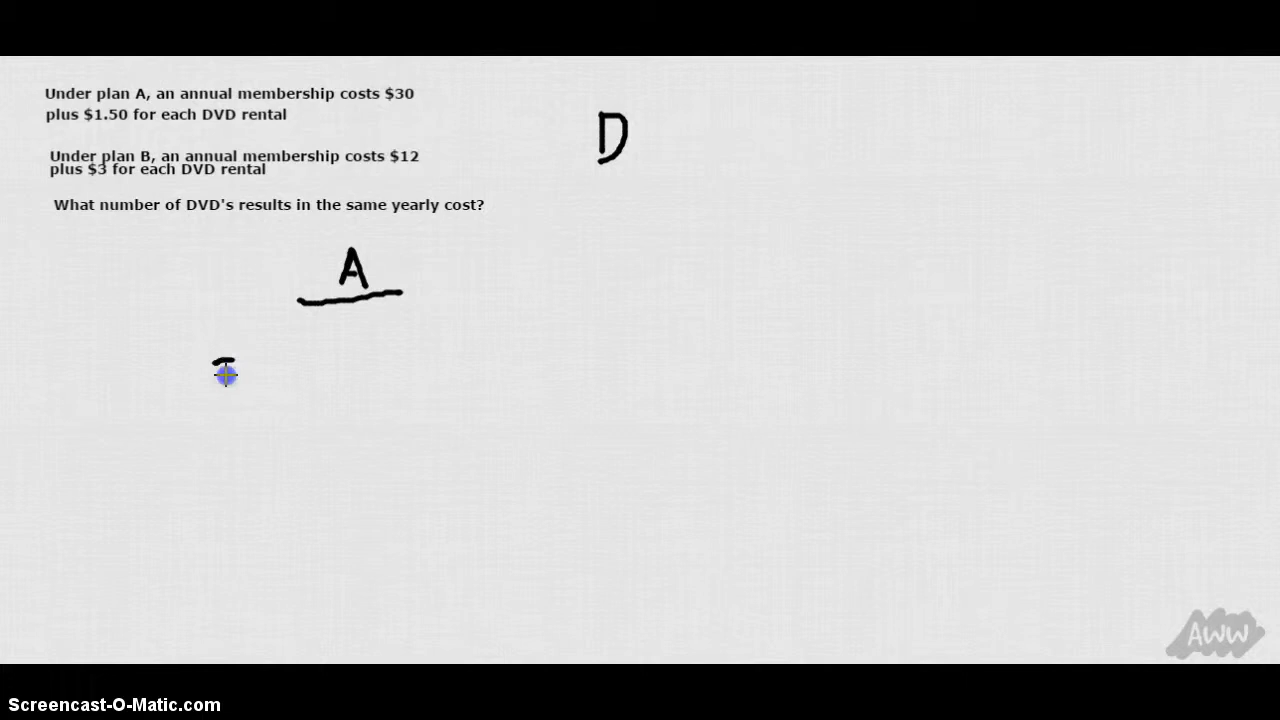 Under plan A, an annual membership costs $30
plus $1.50 for each DVD rental
Under plan B, an annual membership costs $12
plus $3 for each DVD rental
What number of DVD's results in the same yearly cost?
D
A
AWW
Screencast-O-Matic.com